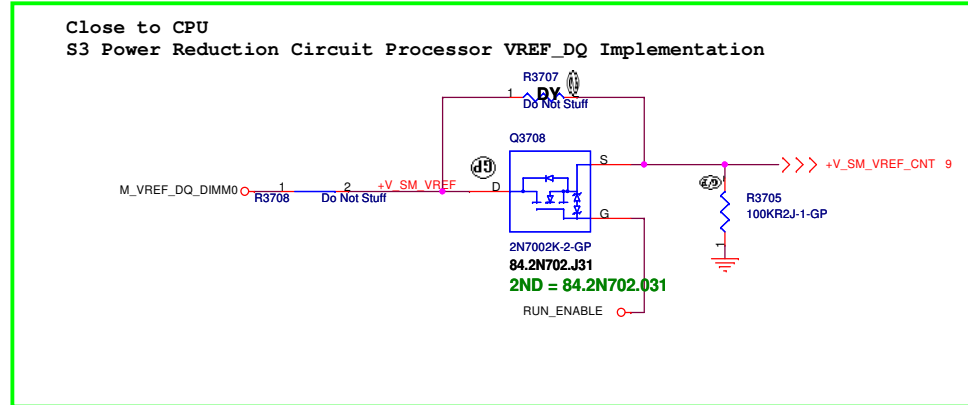 Close to CPU
S3 Power Reduction Circuit Processor VREF_DQ Implementation
R3707
1
DY
2
Do Not Stuff
Q3708
GP
S
+V_SM_VREF_CNT 9
M_VREF_DQ_DIMM0
1
2
+V_SM_VREF
D
R3708
Do Not Stuff
G
R3705
100KR2J-1-GP
1
2N7002K-2-GP
84.2N702.J31
2ND = 84.2N702.031
RUN_ENABLE